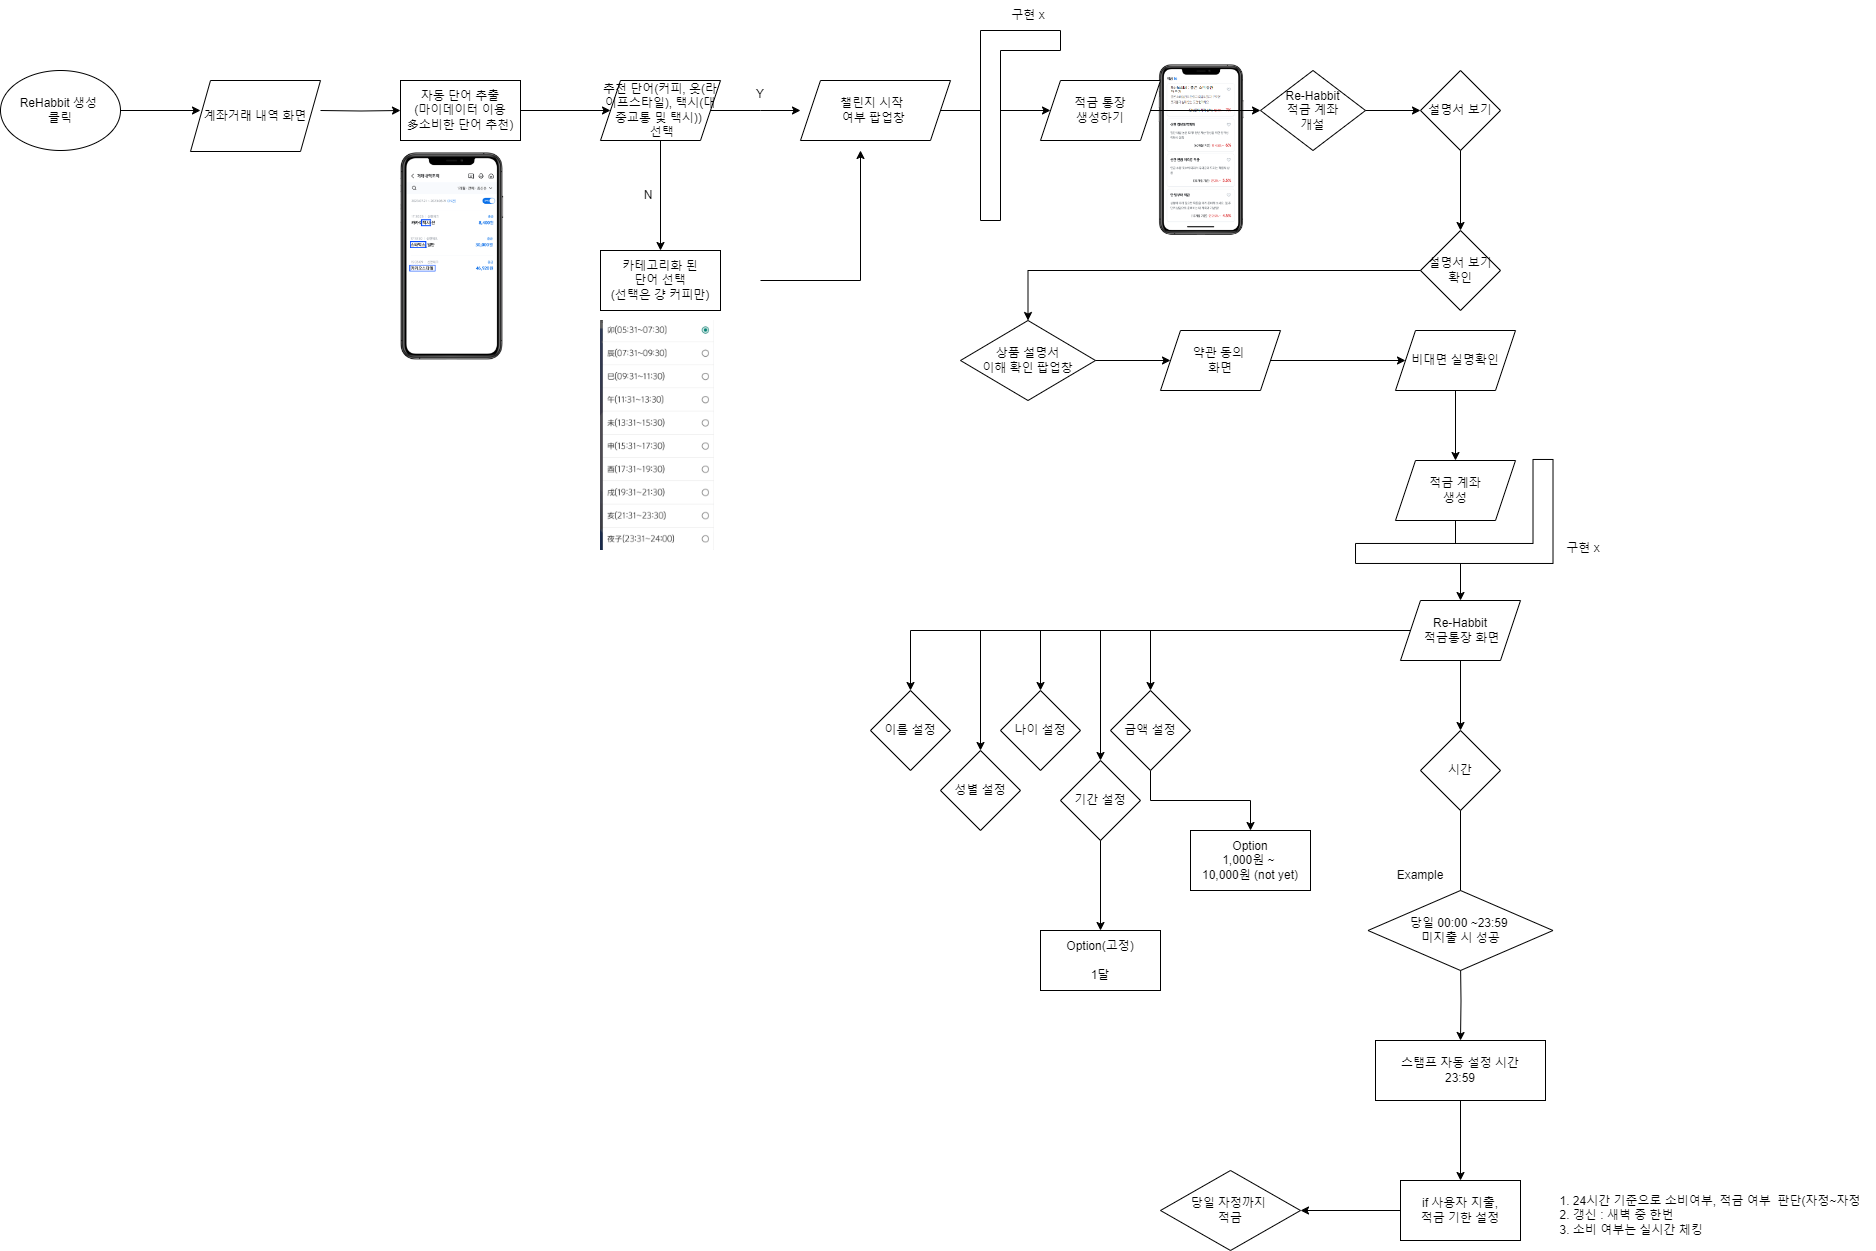 구현 x
ReHabbit 생성
클릭
계좌거래 내역 화면
자동 단어 추출
(마이데이터 이용
多소비한 단어 추천)
추천 단어(커피, 옷(라
이프스타일), 택시(대
중교통 및 택시))
선택
Y
챌린지 시작
여부 팝업창
적금 통장
생성하기
Re-Habbit
적금 계좌
개설
설명서 보기
N
카테고리화 된
단어 선택
(선택은 걍 커피만)
설명서 보기
확인
卯(05:31~07:30)
辰(07:31~09:30)
巳(09:31~11:30)
午(11:31~13:30)
未(13:31~15:30)
申(15:31~17:30)
酉(17:31~19:30)
戌(19:31~21:30)
亥(21:31~23:30)
夜子(23:31~24:00)
상품 설명서
이해 확인 팝업창
약관 동의
화면
비대면 실명확인
적금 계좌
생성
구현 x
Re-Habbit
적금통장 화면
이름 설정
성별 설정
나이 설정
기간 설정
금액 설정
시간
Option
1,000원 ~
10,000원 (not yet)
Option(고정)
1달
Example
당일 00:00 ~23:59
미지출 시 성공
스탬프 자동 설정 시간
23:59
if 사용자 지출,
적금 기한 설정
당일 자정까지
적금
1. 24시간 기준으로 소비여부, 적금 여부 판단(자정~자정
2. 갱신 : 새벽 중 한번
3. 소비 여부는 실시간 체킹